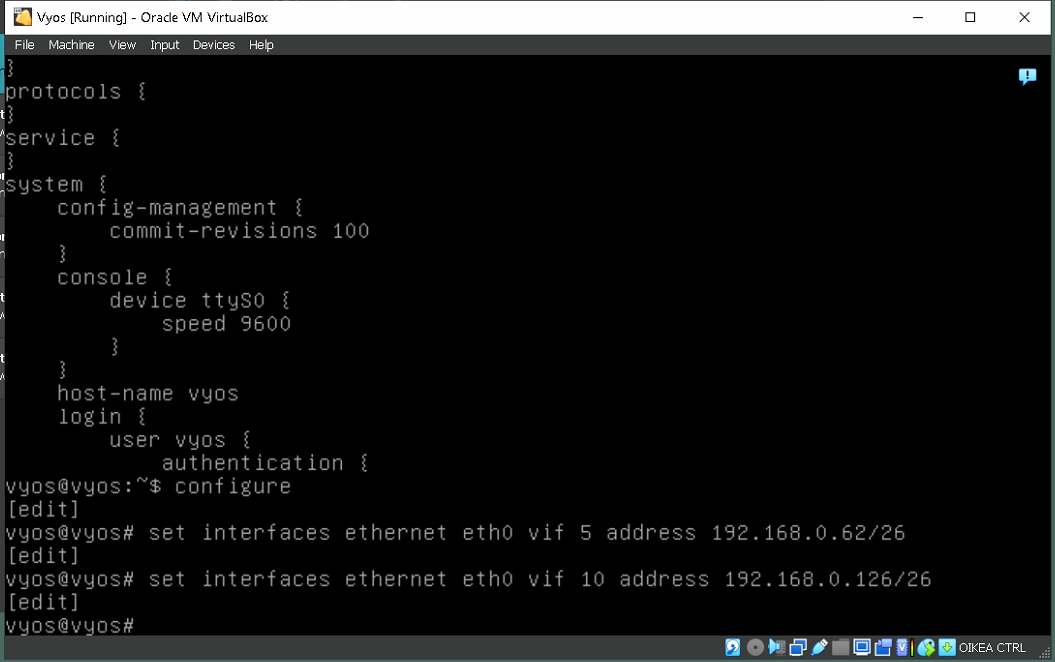 Vyos [Running] - Oracle VM VirtualBox
File Machine View Input Devices Help
}
protocols {
}
service {
}
system {
    config-management {
        commit-revisions 100
    }
    console {
        device ttyS0 {
            speed 9600
        }
    }
    host-name vyos
    login {
        user vyos {
            authentication {
vyos@vyos:~$ configure
[edit]
vyos@vyos# set interfaces ethernet eth0 vif 5 address 192.168.0.62/26
[edit]
vyos@vyos# set interfaces ethernet eth0 vif 10 address 192.168.0.126/26
[edit]
vyos@vyos#
OIKEA CTRL